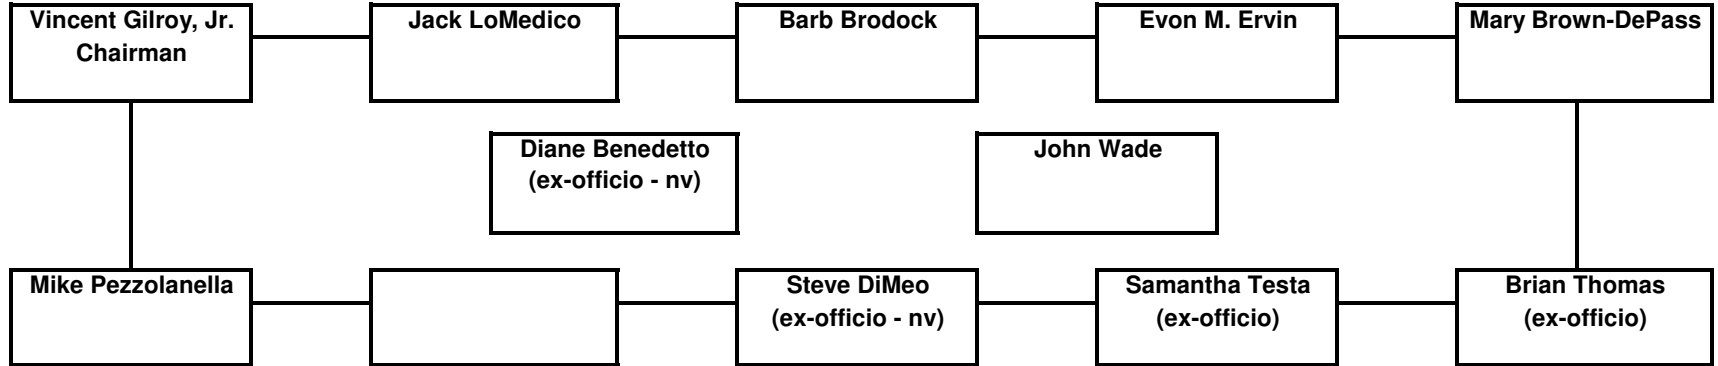 Vincent Gilroy, Jr.
Chairman
Jack LoMedico
Barb Brodock
Evon M. Ervin
Mary Brown-DePass
Diane Benedetto
(ex-officio - nv)
John Wade
Mike Pezzolanella
Steve DiMeo
(ex-officio - nv)
Samantha Testa
(ex-officio)
Brian Thomas
(ex-officio)